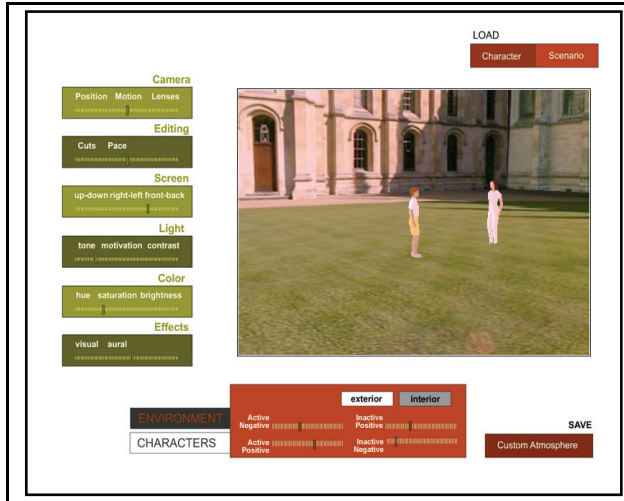 LOAD
Character Scenario
Camera
Position Motion Lenses
Editing
Cuts Pace
Screen
up-down right-left front-back
Light
tone motivation contrast
Color
hue saturation brightness
Effects
visual aural
exterior interior
ENVIRONMENT
CHARACTERS
Active
Negative
Inactive
Positive
Active
Positive
Inactive
Negative
SAVE
Custom Atmosphere